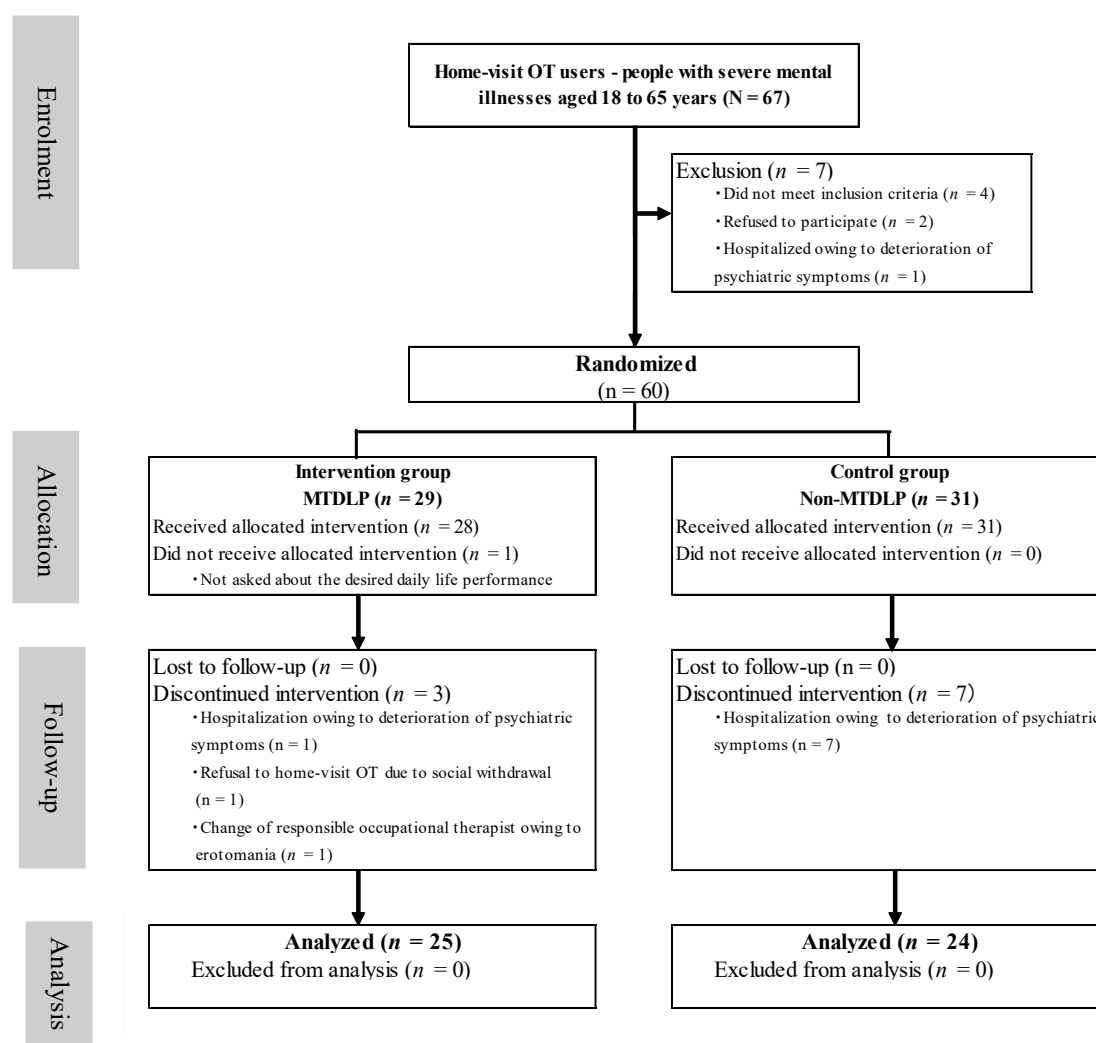 Enrolment
Home-visit OT users - people with severe mental
illnesses aged 18 to 65 years (N = 67)
Exclusion (n = 7)
・Did not meet inclusion criteria (n = 4)
・Refused to participate (n = 2)
・Hospitalized owing to deterioration of
psychiatric symptoms (n = 1)
Randomized
(n = 60)
Allocation
Intervention group
MTDLP (n = 29)
Received allocated intervention (n = 28)
Did not receive allocated intervention (n = 1)
・Not asked about the desired daily life performance
Control group
Non-MTDLP (n = 31)
Received allocated intervention (n = 31)
Did not receive allocated intervention (n = 0)
Follow-up
Lost to follow-up (n = 0)
Discontinued intervention (n = 3)
・Hospitalization owing to deterioration of psychiatric
symptoms (n = 1)
・Refusal to home-visit OT due to social withdrawal
(n = 1)
・Change of responsible occupational therapist owing to
erotomania (n = 1)
Lost to follow-up (n = 0)
Discontinued intervention (n = 7)
・Hospitalization owing to deterioration of psychiatric
symptoms (n = 7)
Analysis
Analyzed (n = 25)
Excluded from analysis (n = 0)
Analyzed (n = 24)
Excluded from analysis (n = 0)